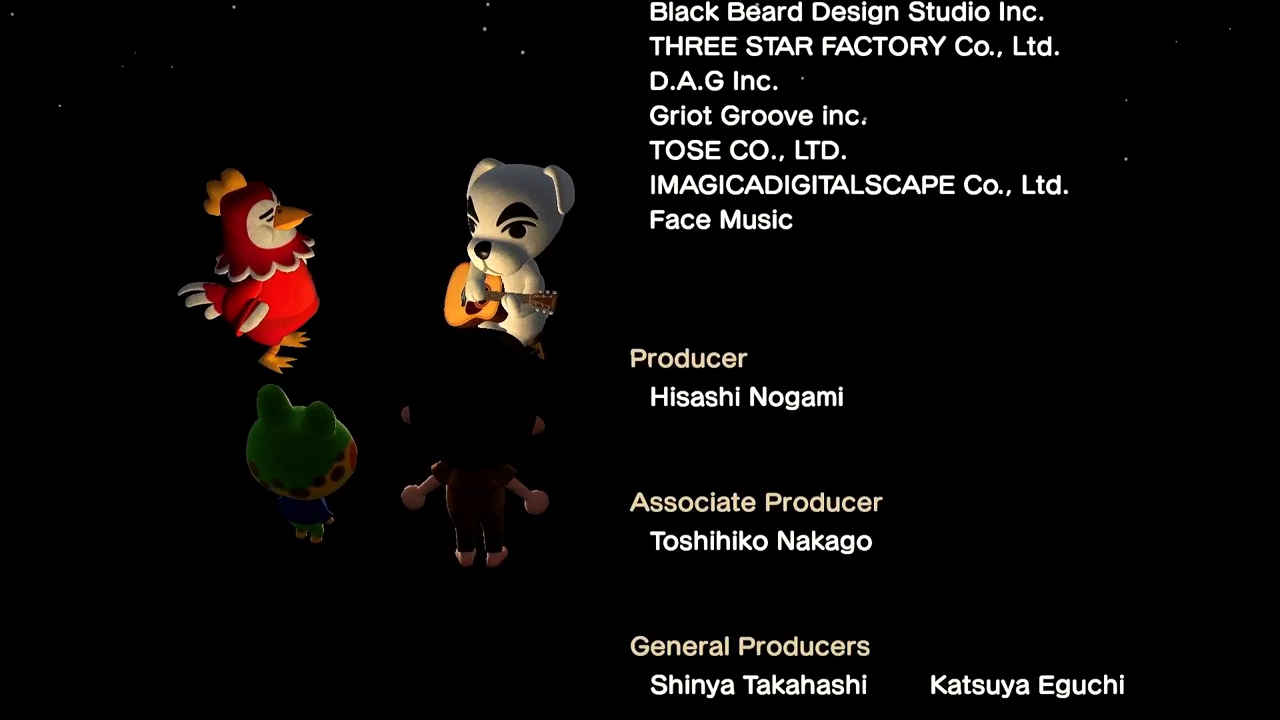 Black Beard Design Studio Inc.
THREE STAR FACTORY Co., Ltd.
D.A.G Inc.
Griot Groove inc.
TOSE CO., LTD.
IMAGICADIGITALSCAPE Co., Ltd.
Face Music
Producer
Hisashi Nogami
Associate Producer
Toshihiko Nakago
General Producers
Shinya Takahashi Katsuya Eguchi